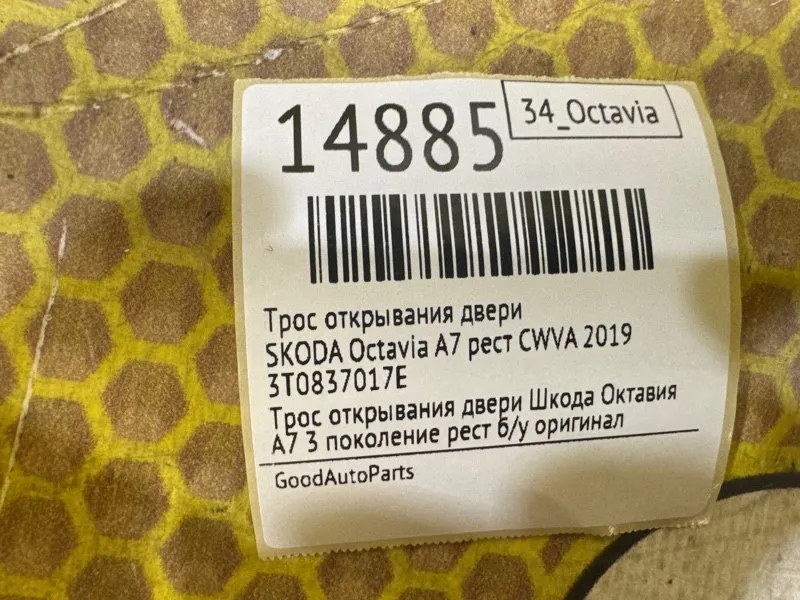 14885
34_Octavia
Трос открывания двери
SKODA Octavia A7 рест CWVA 2019
3T0837017E
Трос открывания двери Шкода Октавия
А7 3 поколение рест б/у оригинал
GoodAutoParts